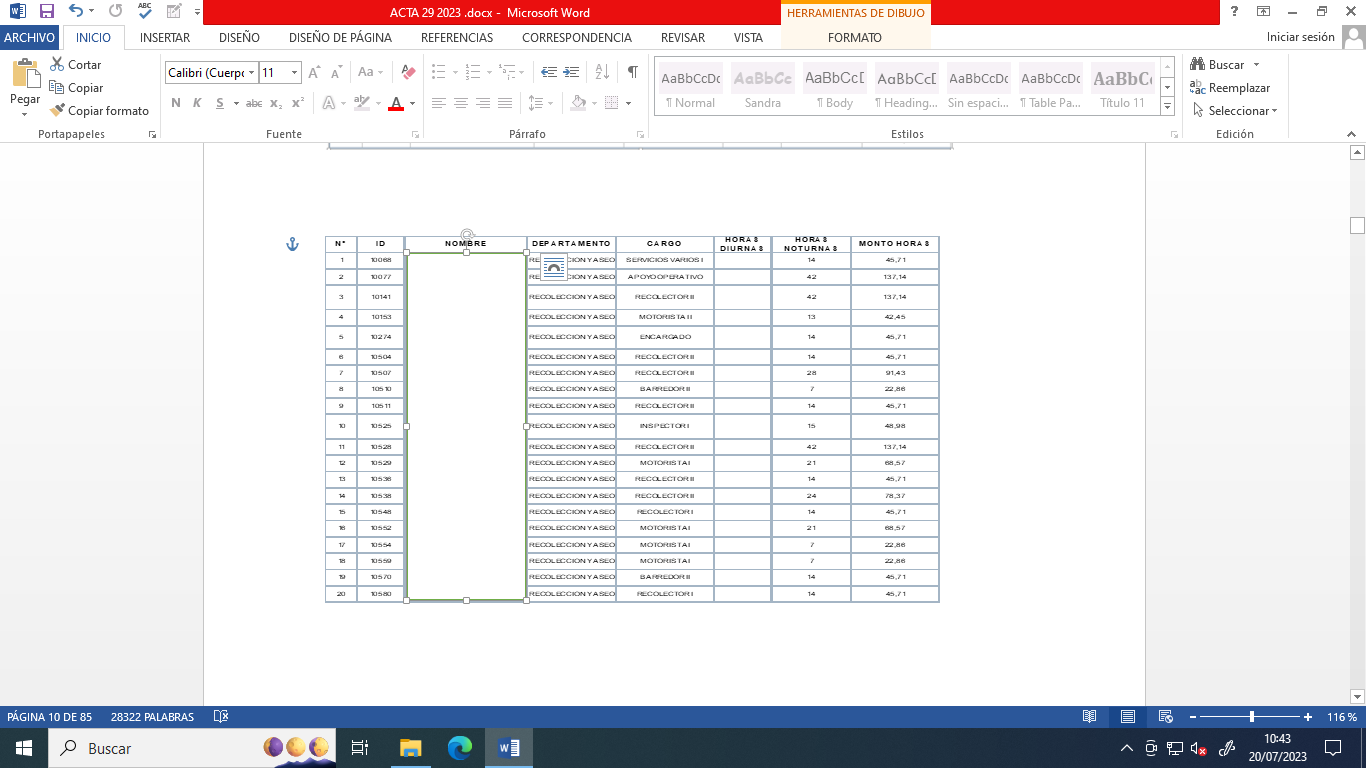 ACTA 29 2023 .docx - Microsoft Word
HERRAMIENTAS DE DIBUJO
ARCHIVO INICIO INSERTAR DISEÑO DISEÑO DE PÁGINA REFERENCIAS CORRESPONDENCIA REVISAR VISTA FORMATO Iniciar sesión
Pegar
Cortar
Copiar
Copiar formato
Portapapeles
Calibri (Cuerpo 11
N K S abc x₂ x²
Fuente
Párrafo
AaBbCcDc AaBbCc AaBbCcD AaBbCcD AaBbCcDc AaBbCcDc AaBbC
¶ Normal Sandra ¶ Body ¶ Heading... Sin espaci... ¶ Table Pa... Título 11
Estilos
Buscar
Reemplazar
Seleccionar
Edición
N° ID NOMBRE DEPARTAMENTO CARGO HORAS DIURNAS HORAS NOTURNAS MONTO HORAS
1 10068 RE CION Y ASEO SERVICIOS VARIOS I 14 45,71
2 10077 RE CION Y ASEO APOYO OPERATIVO 42 137,14
3 10141 RECOLECCION Y ASEO RECOLECTOR II 42 137,14
4 10153 RECOLECCION Y ASEO MOTORISTA II 13 42,45
5 10274 RECOLECCION Y ASEO ENCARGADO 14 45,71
6 10504 RECOLECCION Y ASEO RECOLECTOR II 14 45,71
7 10507 RECOLECCION Y ASEO RECOLECTOR II 28 91,43
8 10510 RECOLECCION Y ASEO BARREDOR II 7 22,86
9 10511 RECOLECCION Y ASEO RECOLECTOR II 14 45,71
10 10525 RECOLECCION Y ASEO INSPECTOR I 15 48,98
11 10528 RECOLECCION Y ASEO RECOLECTOR II 42 137,14
12 10529 RECOLECCION Y ASEO MOTORISTA I 21 68,57
13 10536 RECOLECCION Y ASEO RECOLECTOR II 14 45,71
14 10538 RECOLECCION Y ASEO RECOLECTOR II 24 78,37
15 10548 RECOLECCION Y ASEO RECOLECTOR I 14 45,71
16 10552 RECOLECCION Y ASEO MOTORISTA I 21 68,57
17 10554 RECOLECCION Y ASEO MOTORISTA I 7 22,86
18 10559 RECOLECCION Y ASEO MOTORISTA I 7 22,86
19 10570 RECOLECCION Y ASEO BARREDOR II 14 45,71
20 10580 RECOLECCION Y ASEO RECOLECTOR I 14 45,71
PÁGINA 10 DE 85 28322 PALABRAS 116 %
Buscar
10:43
20/07/2023